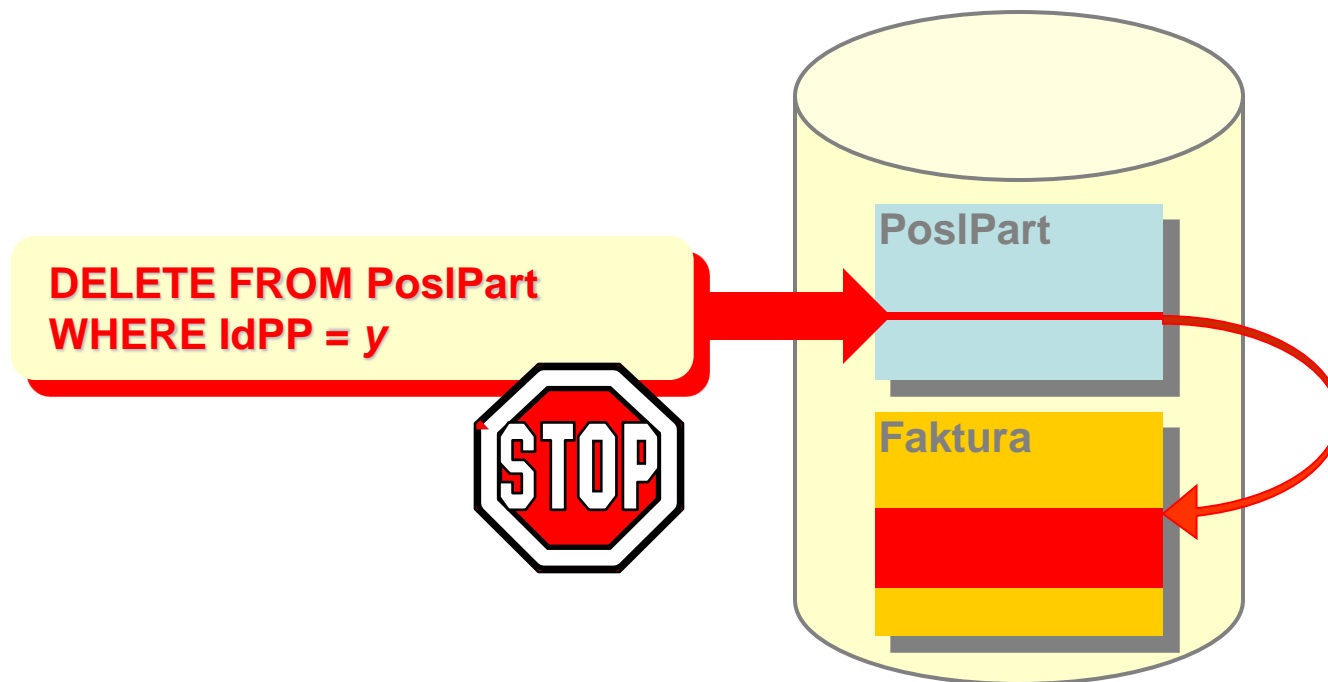 DELETE FROM PoslPart
WHERE IdPP = y
STOP
PoslPart
Faktura